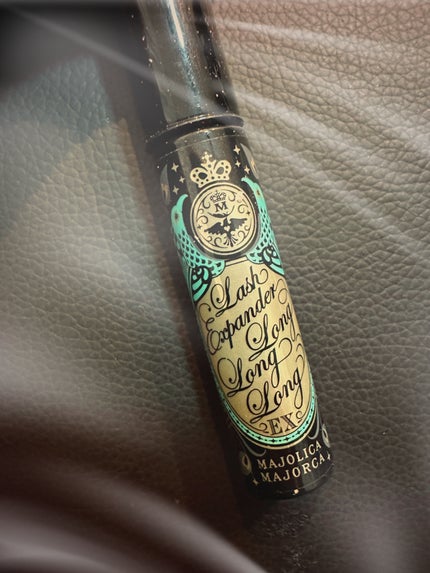 M
Lash
Expander
Long
Long
Long
EX
MAJOLICA
MAJORCA